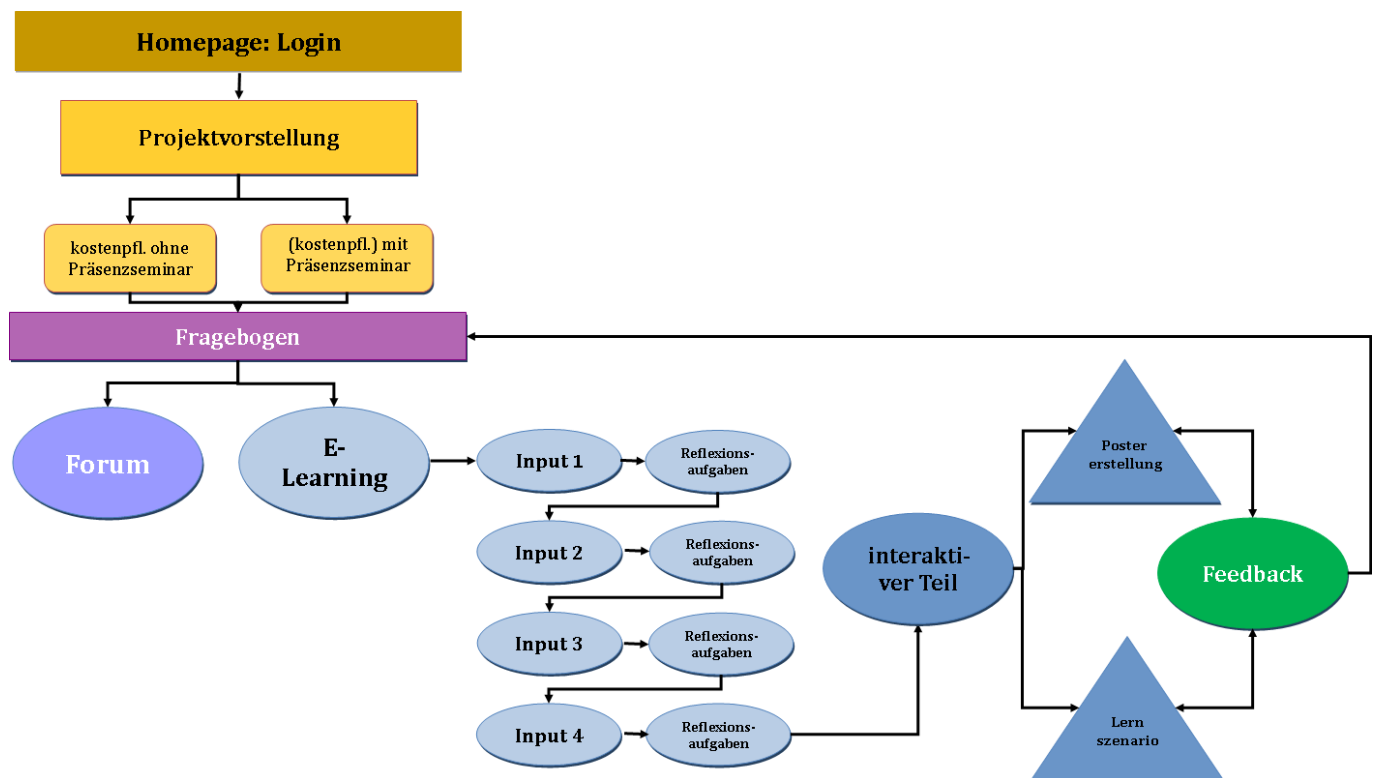 Homepage: Login
Projektvorstellung
kostenpfl. ohne
Präsenzseminar
(kostenpfl.) mit
Präsenzseminar
Fragebogen
Forum
E-
Learning
Input 1
Reflexions-
aufgaben
Input 2
Reflexions-
aufgaben
Input 3
Reflexions-
aufgaben
Input 4
Reflexions-
aufgaben
interakti-
ver Teil
Poster
erstellung
Feedback
Lern
szenario